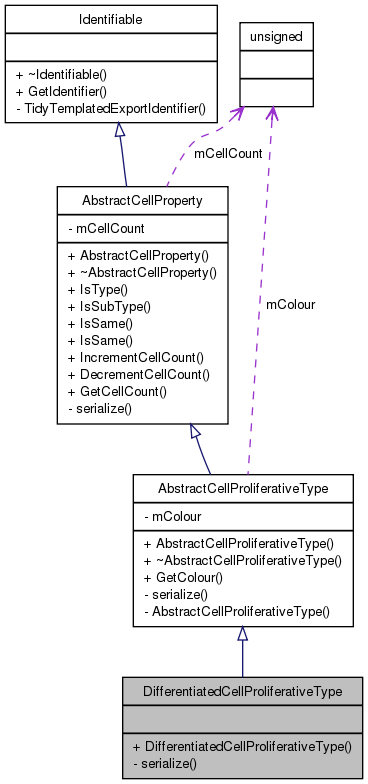 Identifiable
+ ~Identifiable()
+ GetIdentifier()
- TidyTemplatedExportIdentifier()
unsigned
mCellCount
AbstractCellProperty
- mCellCount
+ AbstractCellProperty()
+ ~AbstractCellProperty()
+ IsType()
+ IsSubType()
+ IsSame()
+ IsSame()
+ IncrementCellCount()
+ DecrementCellCount()
+ GetCellCount()
- serialize()
mColour
AbstractCellProliferativeType
- mColour
+ AbstractCellProliferativeType()
+ ~AbstractCellProliferativeType()
+ GetColour()
- serialize()
- AbstractCellProliferativeType()
DifferentiatedCellProliferativeType
+ DifferentiatedCellProliferativeType()
- serialize()